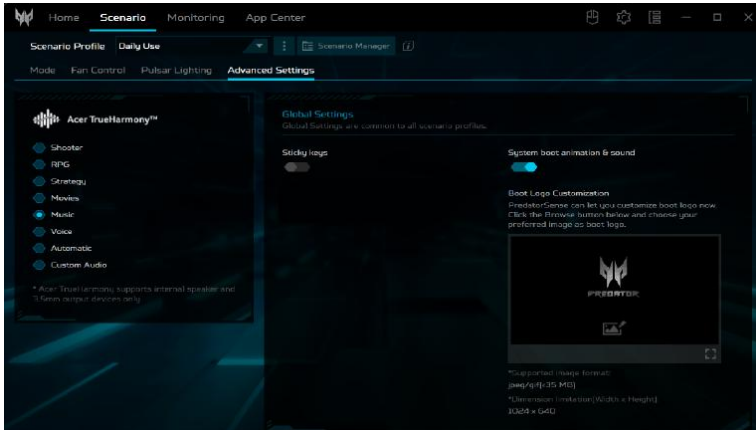 Home Scenario Monitoring App Center
Scenario Profile Daily Use Scenario Manager
Mode Fan Control Pulsar Lighting Advanced Settings
Acer TrueHarmony™
Shooter
RPG
Strategy
Movies
Music
Voice
Automatic
Custom Audio
* Acer TrueHarmony supports internal speaker and
3.5mm output devices only
Global Settings
Global Settings are common to all scenario profiles.
Sticky keys
System boot animation & sound
Boot Logo Customization
PredatorSense can let you customize boot logo now.
Click the Browse button below and choose your
preferred image as boot logo.
PREDATOR
*Supported image format:
jpeg/gif(<35 MB)
*Dimension limitation(Width x Height)
1024 x 640